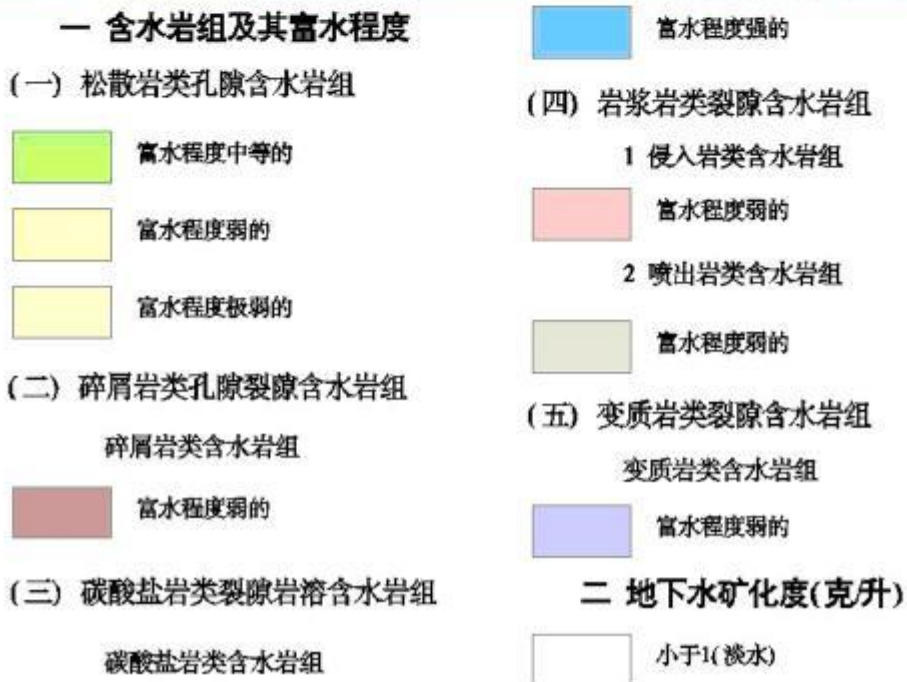 一 含水岩组及其富水程度
(一) 松散岩类孔隙含水岩组
富水程度中等的
富水程度弱的
富水程度极弱的
(二) 碎屑岩类孔隙裂隙含水岩组
碎屑岩类含水岩组
富水程度弱的
(三) 碳酸盐岩类裂隙岩溶含水岩组
碳酸盐岩类含水岩组
富水程度强的
(四) 岩浆岩类裂隙含水岩组
1 侵入岩类含水岩组
富水程度弱的
2 喷出岩类含水岩组
富水程度弱的
(五) 变质岩类裂隙含水岩组
变质岩类含水岩组
富水程度弱的
二 地下水矿化度(克/升)
小于1(淡水)